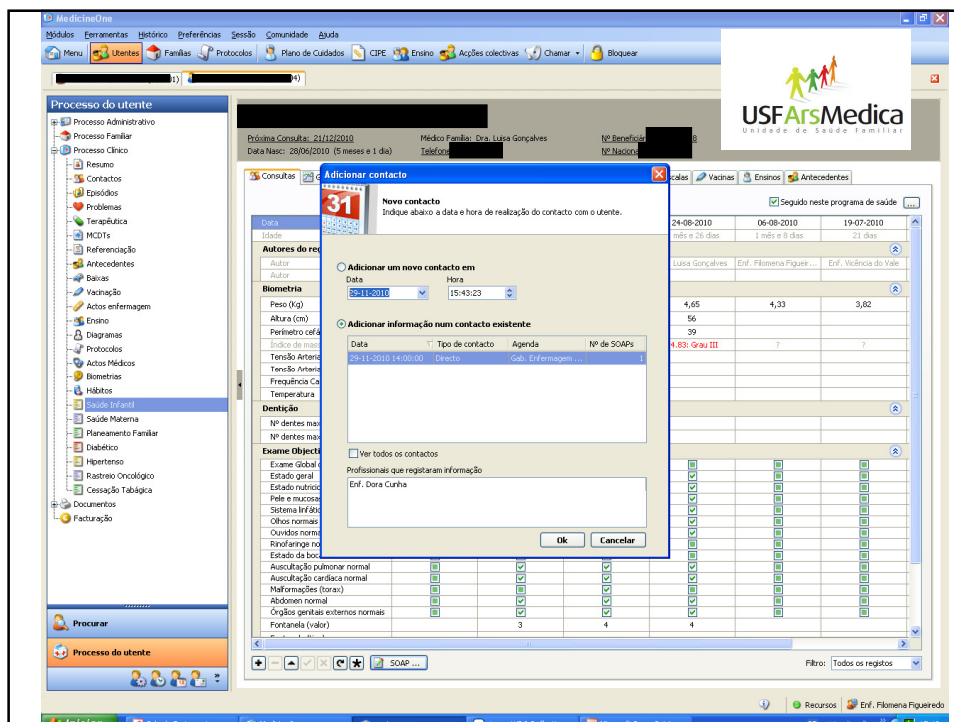 MedicineOne
Módulos Ferramentas Histórico Preferências Sessão Comunidade Ajuda
Menu Utentes Famílias Protocolos Plano de Cuidados CIPE Ensino Acções colectivas Chamar Bloquear
USF ArsMedica
Unidade de Saúde Familiar
Processo do utente
Processo Administrativo
Processo Familiar
Processo Clínico
Resumo
Contactos
Episódios
Problemas
Terapêutica
MCDTs
Referenciação
Antecedentes
Baixas
Vacinação
Actos enfermagem
Ensino
Diagramas
Protocolos
Actos Médicos
Biometrias
Hábitos
Saúde Infantil
Saúde Materna
Planeamento Familiar
Diabético
Hipertenso
Rastreio Oncológico
Cessação Tabágica
Documentos
Facturação
Procurar
Processo do utente
Próxima Consulta: 21/12/2010 Médico Família: Dra. Luisa Gonçalves
Data Nasc: 28/06/2010 (5 meses e 1 dia) Telefone
Consultas Vacinas Ensinos Antecedentes
Seguido neste programa de saúde ...
Data 24-08-2010 06-08-2010 19-07-2010
Idade mês e 26 dias 1 mês e 8 dias 21 dias
Autores do re
Autor Luisa Gonçalves Enf. Filomena Figueir... Enf. Vicência do Vale
Autor
Biometria
Peso (Kg) 4,65 4,33 3,82
Altura (cm) 56
Perímetro cefá 39
Índice de mas 4.83: Grau III ? ?
Tensão Arteria
Tensão Arteria
Frequência Ca
Temperatura
Dentição
Nº dentes max
Nº dentes max
Exame Objecti
Exame Global
Estado geral
Estado nutrici
Pele e mucosa
Sistema linfáti
Olhos normais
Ouvidos norma
Rinofaringe no
Estado da boc
Auscultação pulmonar normal
Auscultação cardíaca normal
Malformações (torax)
Abdomen normal
Órgãos genitais externos normais
Fontanela (valor) 3 4 4
SOAP ...
Filtro: Todos os registos
Adicionar contacto
31
Novo contacto
Indique abaixo a data e hora de realização do contacto com o utente.
Adicionar um novo contacto em
Data Hora
29-11-2010 15:43:23
Adicionar informação num contacto existente
Data Tipo de contacto Agenda Nº de SOAPs
29-11-2010 14:00:00 Directo Gab. Enfermagem ... 1
Ver todos os contactos
Profissionais que registaram informação
Enf. Dora Cunha
Ok Cancelar
Recursos Enf. Filomena Figueiredo